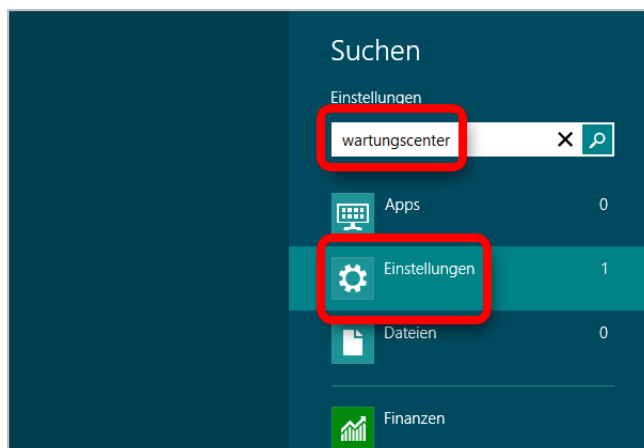 Suchen
Einstellungen
wartungscenter
Apps 0
Einstellungen 1
Dateien 0
Finanzen